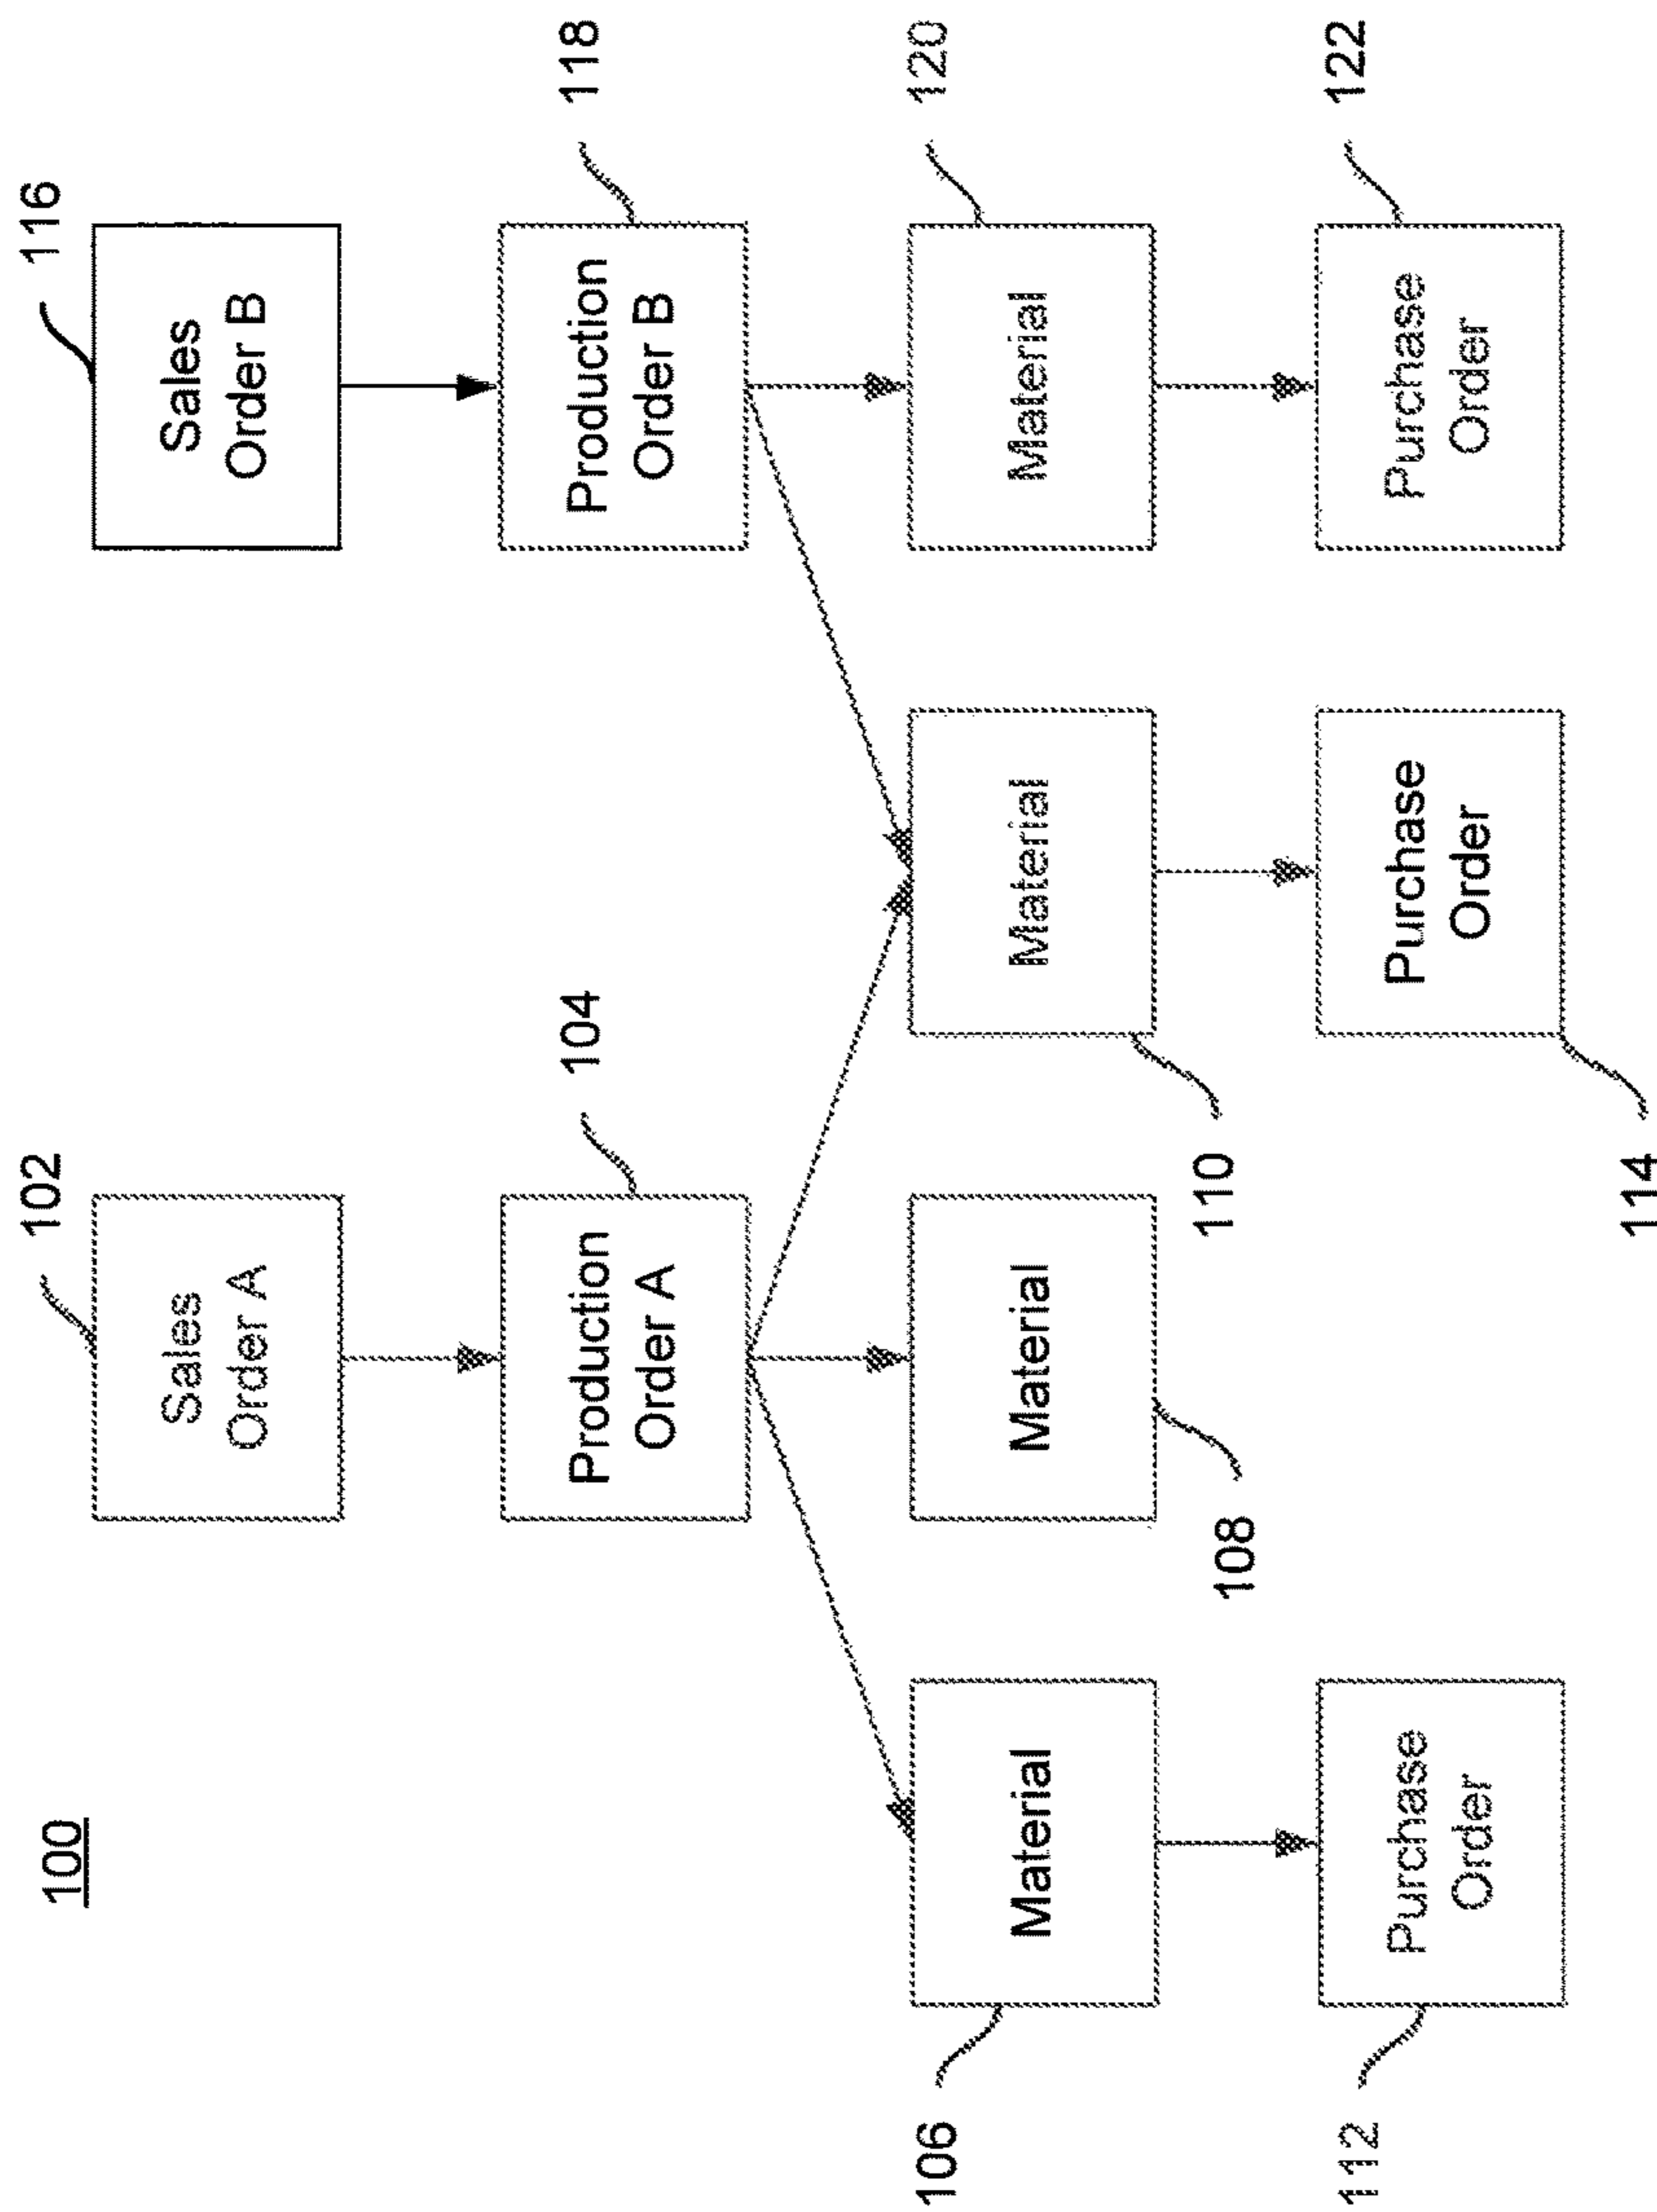 100
102
116
Sales
Order A
Sales
Order B
104
118
Production
Order A
Production
Order B
106
Material
Material
108
Material
110
Material
120
112
Purchase
Order
Purchase
Order
114
Purchase
Order
122